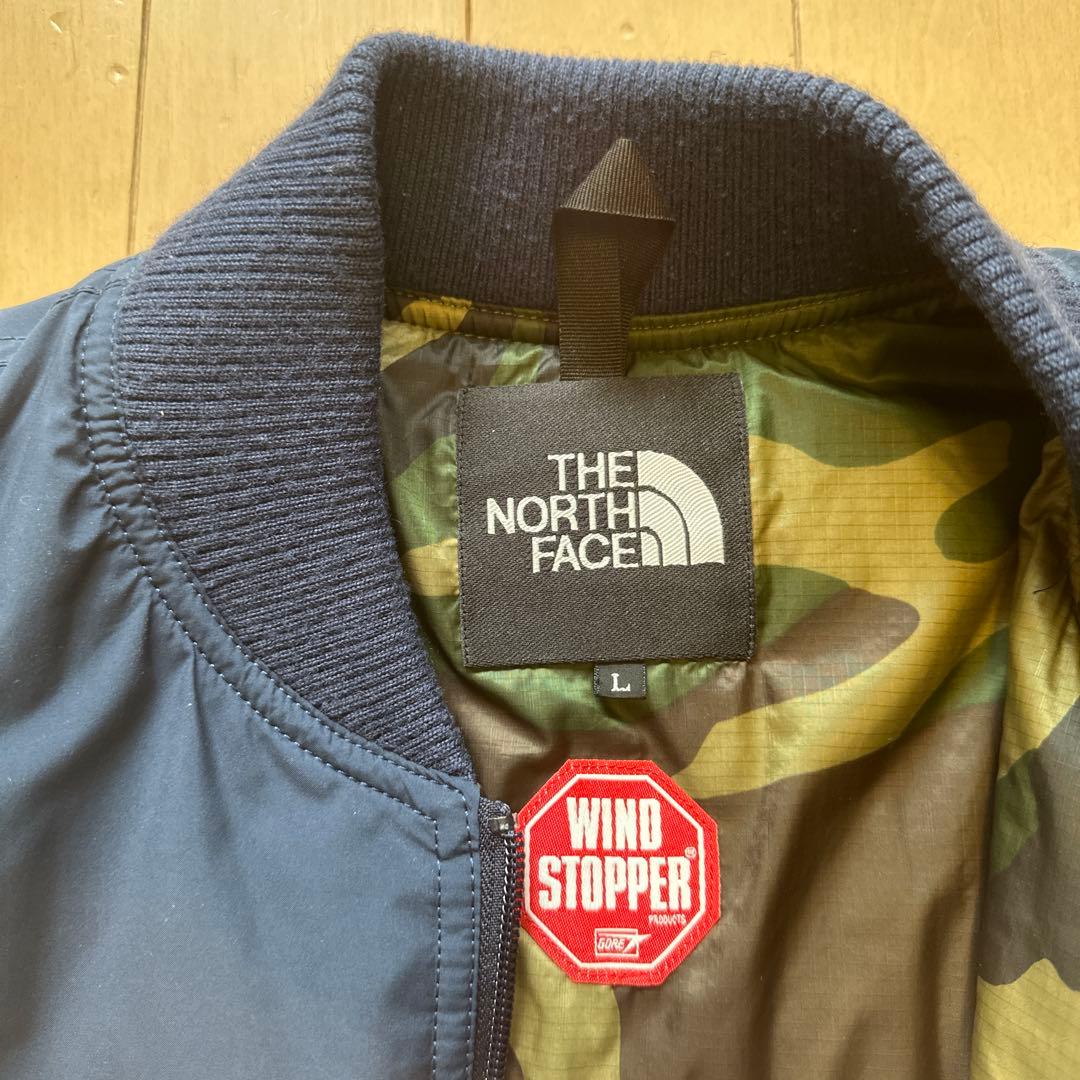 THE
NORTH
FACE
L
WIND
STOPPER
PRODUCTS
GORE